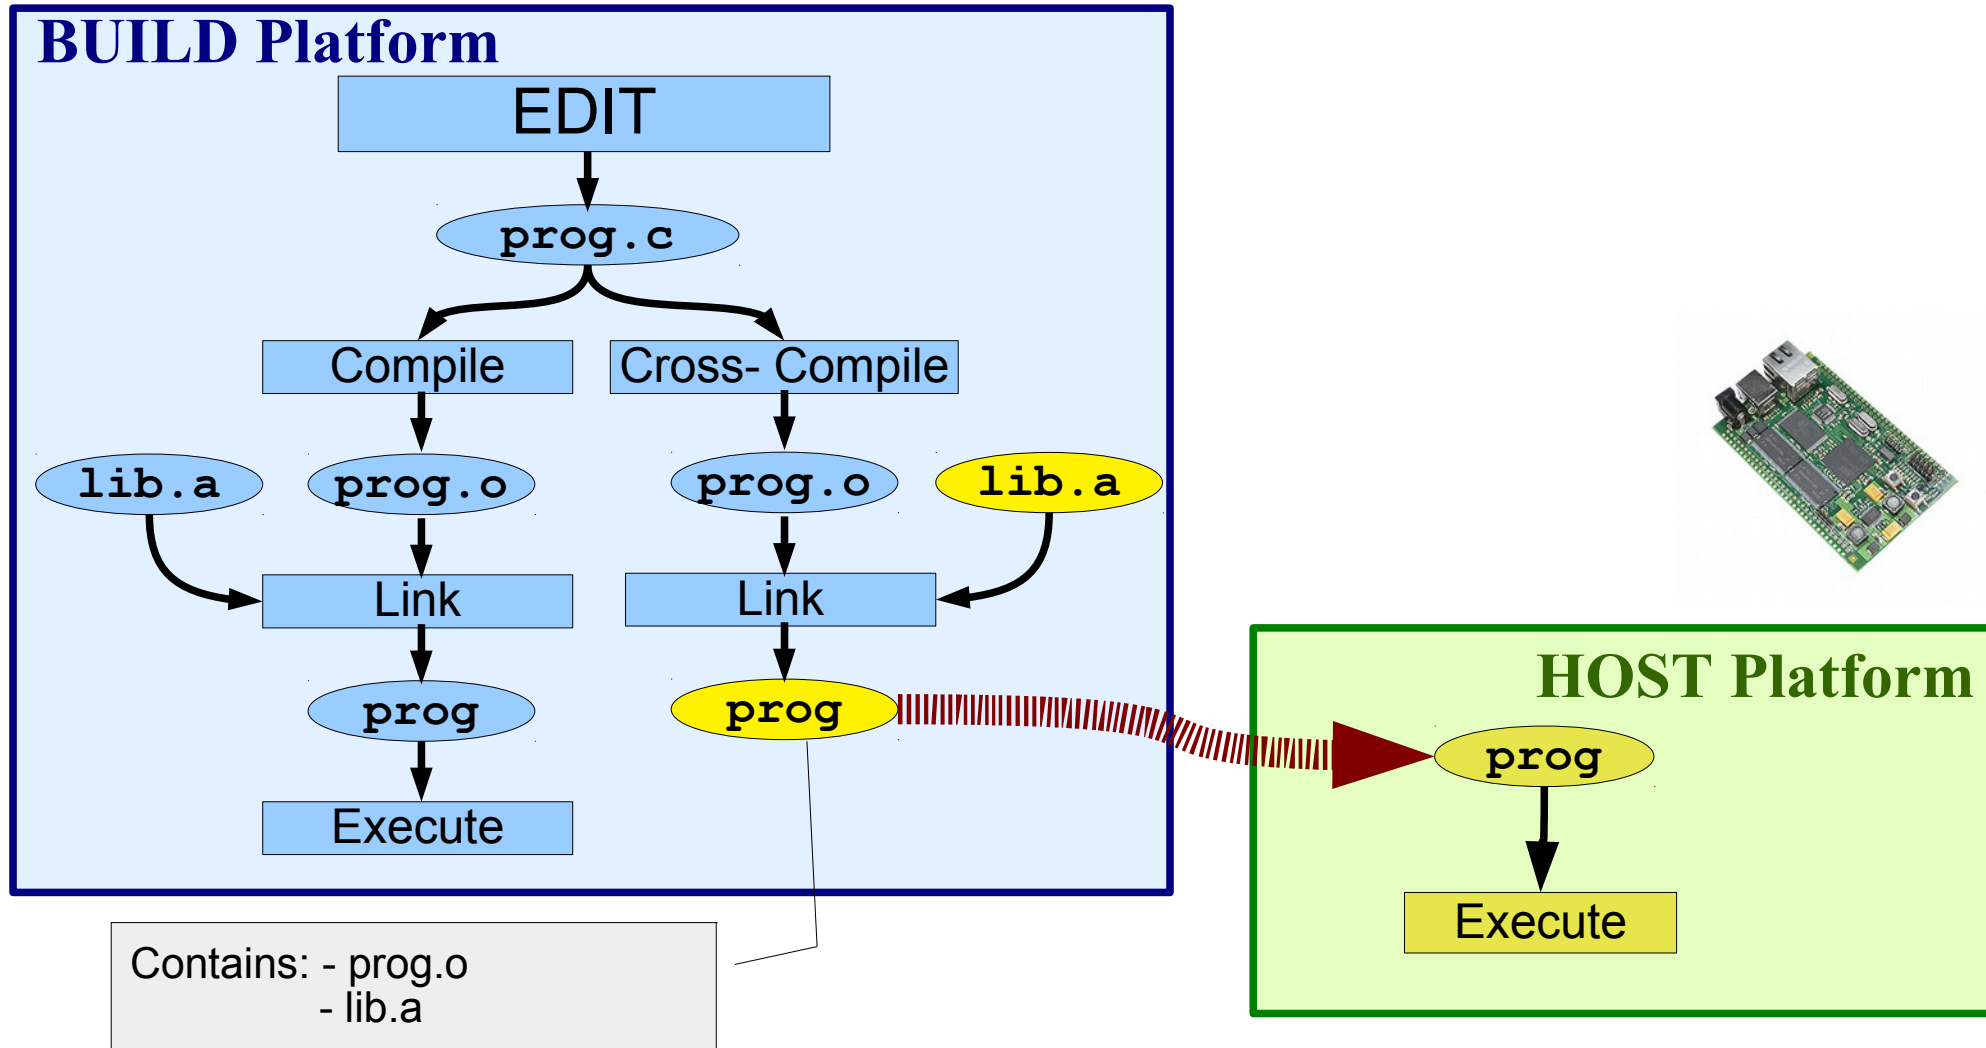 BUILD Platform
EDIT
prog.c
Compile
Cross- Compile
lib.a
prog.o
prog.o
lib.a
Link
Link
prog
prog
Execute
HOST Platform
prog
Execute
Contains: - prog.o
- lib.a